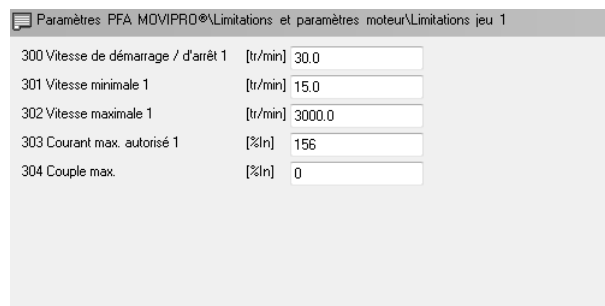 Paramètres PFA MOVIPRO®\Limitations et paramètres moteur\Limitations jeu 1
300 Vitesse de démarrage / d'arrêt 1 [tr/min] 30.0
301 Vitesse minimale 1 [tr/min] 15.0
302 Vitesse maximale 1 [tr/min] 3000.0
303 Courant max. autorisé 1 [%In] 156
304 Couple max. [%In] 0